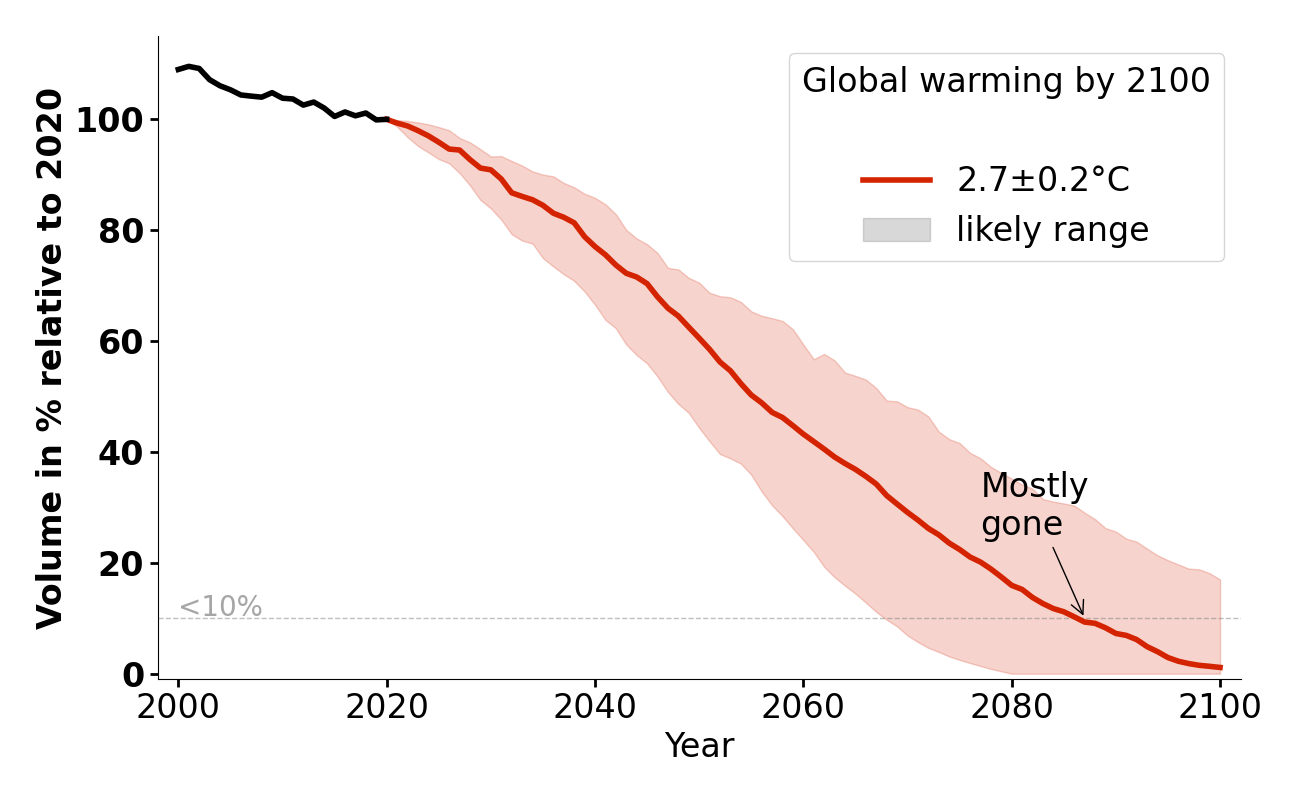 Volume in % relative to 2020
100
80
60
40
20
0
Global warming by 2100
2.7±0.2°C
likely range
Mostly
gone
<10%
2000 2020 2040 2060 2080 2100
Year